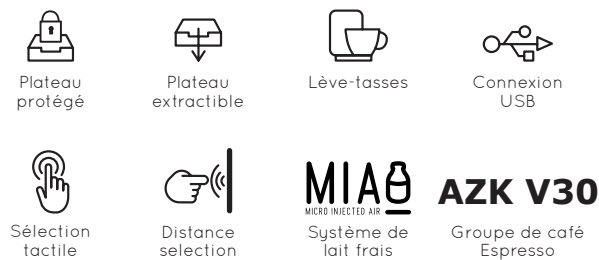 Plateau
protégé
Plateau
extractible
Lève-tasses
Connexion
USB
MIA
MICRO INJECTED AIR
AZK V30
Sélection
tactile
Distance
selection
Système de
lait frais
Groupe de café
Espresso